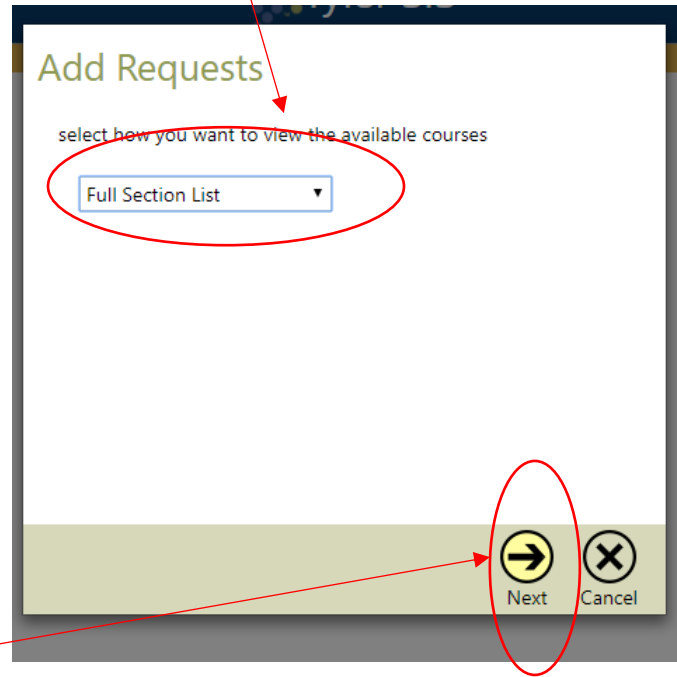 Add Requests
select how you want to view the available courses
Full Section List
Next Cancel